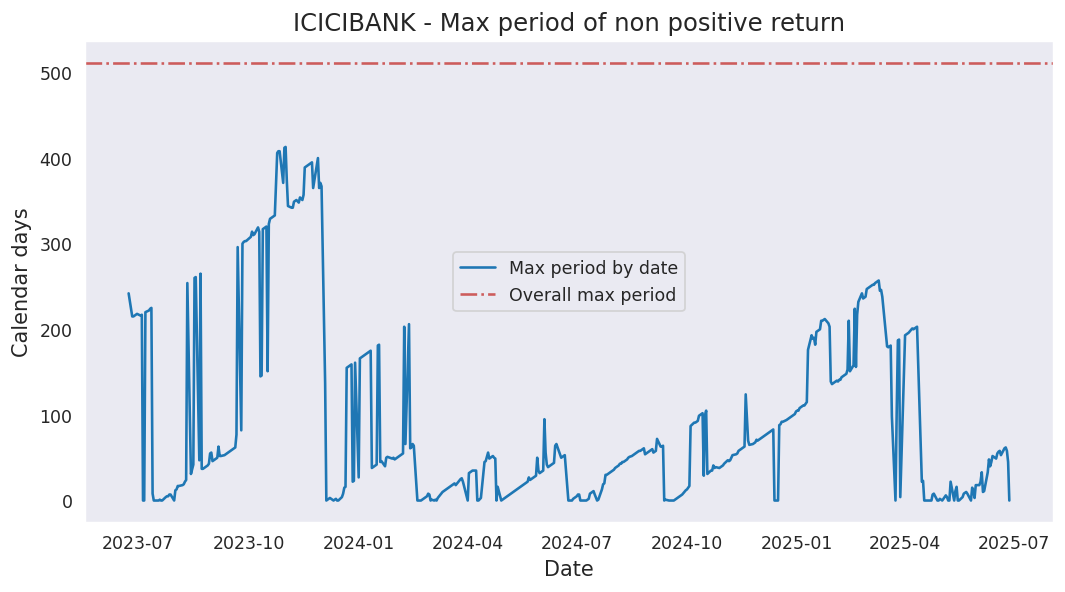 ICICIBANK - Max period of non positive return
500
400
300
200
100
0
Calendar days
Max period by date
Overall max period
2023-07 2023-10 2024-01 2024-04 2024-07 2024-10 2025-01 2025-04 2025-07
Date